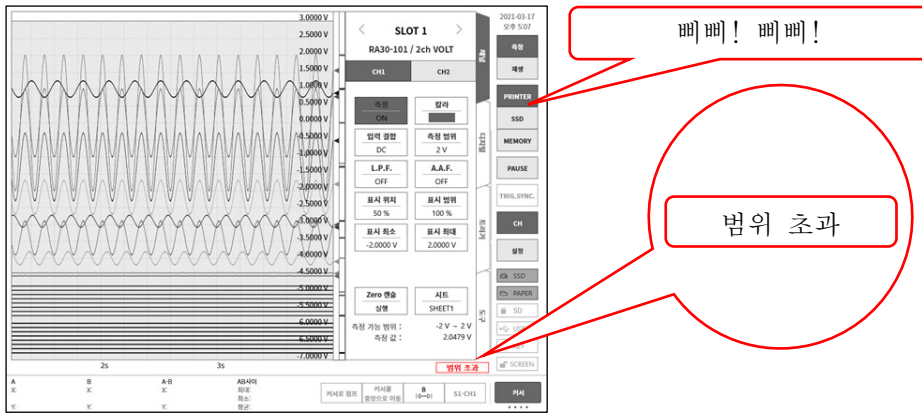 삐삐! 삐삐!
범위 초과
3.0000 V
2.5000 V
2.0000 V
1.5000 V
1.0000 V
0.5000 V
0.0000 V
-0.5000 V
-1.0000 V
-1.5000 V
-2.0000 V
-2.5000 V
-3.0000 V
-3.5000 V
-4.0000 V
-4.5000 V
-5.0000 V
-5.5000 V
-6.0000 V
-6.5000 V
-7.0000 V
2s 3s
SLOT 1
RA30-101 / 2ch VOLT
CH1 CH2
측정 칼라
ON
입력 결합 측정 범위
DC 2 V
L.P.F. A.A.F.
OFF OFF
표시 위치 표시 범위
50 % 100 %
표시 최소 표시 최대
-2.0000 V 2.0000 V
Zero 캔슬 시트
실행 SHEET1
측정 가능 범위 : -2 V ~ 2 V
측정 값 : 2.0479 V
범위 초과
디지털
트리거
도구
2021-03-17
오후 5:07
측정
재생
PRINTER
SSD
MEMORY
PAUSE
TRIG.SYNC.
CH
설정
SSD
PAPER
SD
SCREEN
A B A-B AB사이
X: X: X: 최대:
최소:
Y: Y: Y: 평균:
커서로 점프
커서를
중앙으로 이동
B
S1-CH1
커서